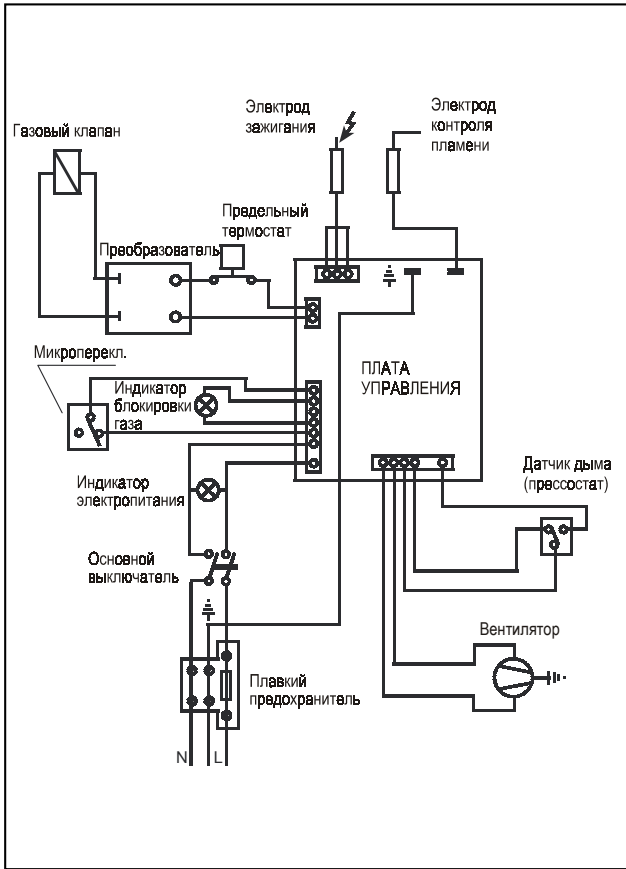 Электрод
зажигания
Электрод
контроля
пламени
Газовый клапан
Предельный
термостат
Преобразователь
Микроперекл.
Индикатор
блокировки
газа
ПЛАТА
УПРАВЛЕНИЯ
Индикатор
электропитания
Датчик дыма
(прессостат)
Основной
выключатель
Вентилятор
Плавкий
предохранитель
N L